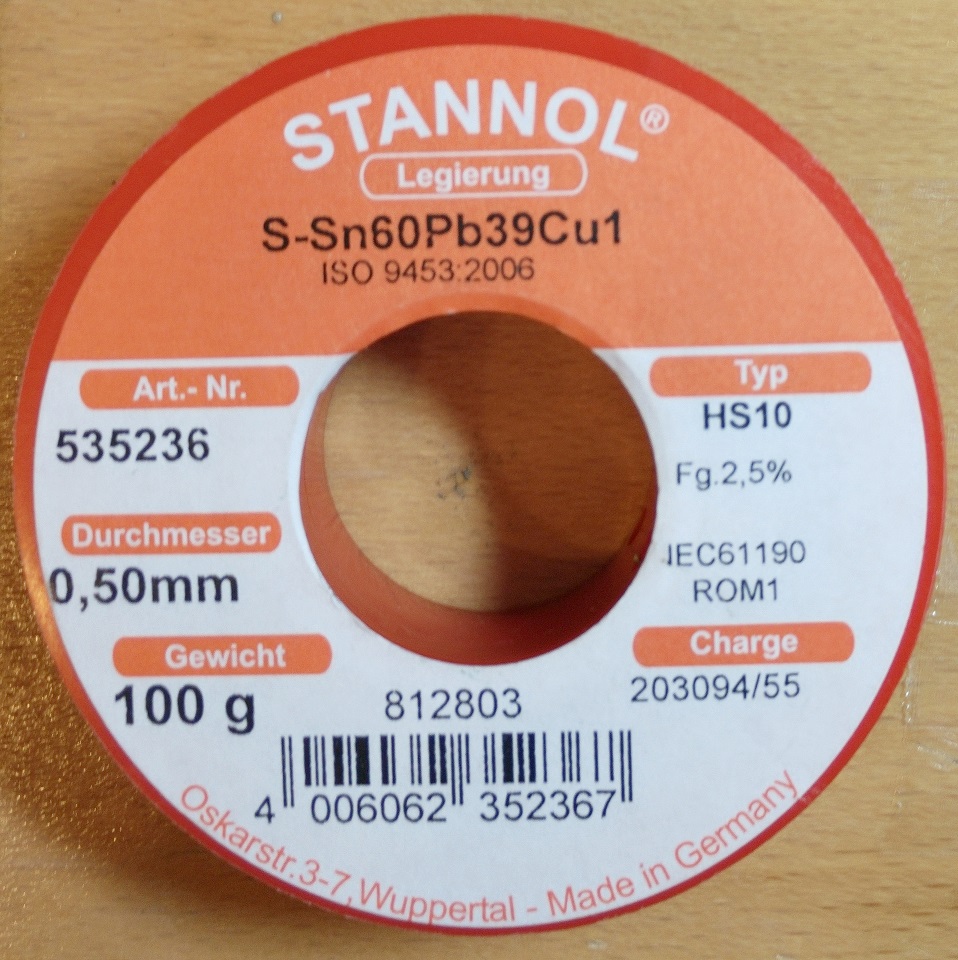 STANNOL®
Legierung
S-Sn60Pb39Cu1
ISO 9453:2006
Art.- Nr.
535236
Durchmesser
0,50mm
Gewicht
100 g
Typ
HS10
Fg.2,5%
IEC61190
ROM1
Charge
203094/55
812803
4 006062 352367
Oskarstr.3-7,Wuppertal - Made in Germany